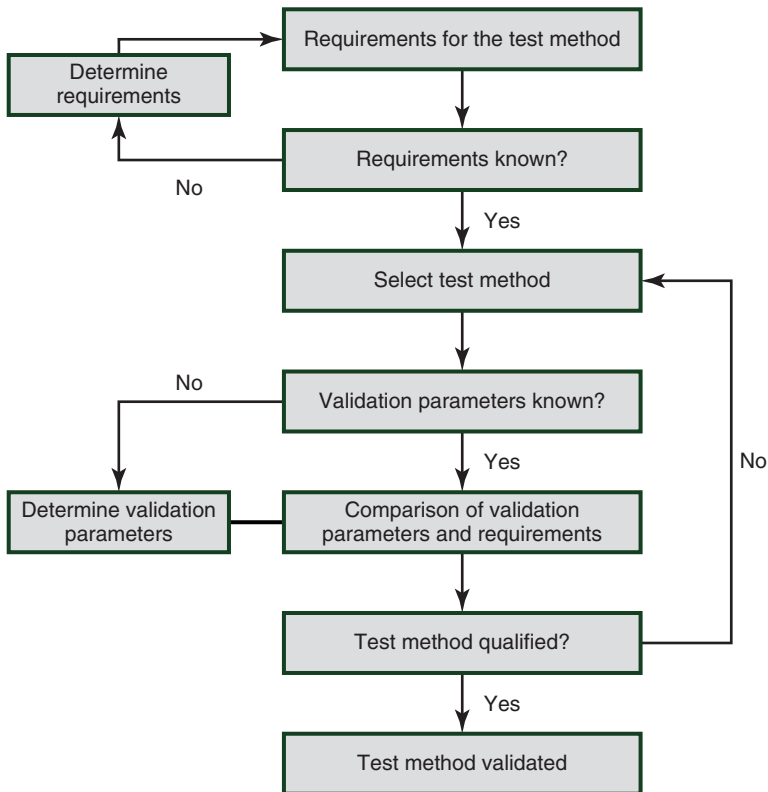 Requirements for the test method
Determine
requirements
Requirements known?
No
Yes
Select test method
No
Validation parameters known?
Yes
No
Determine validation
parameters
Comparison of validation
parameters and requirements
Test method qualified?
Yes
Test method validated